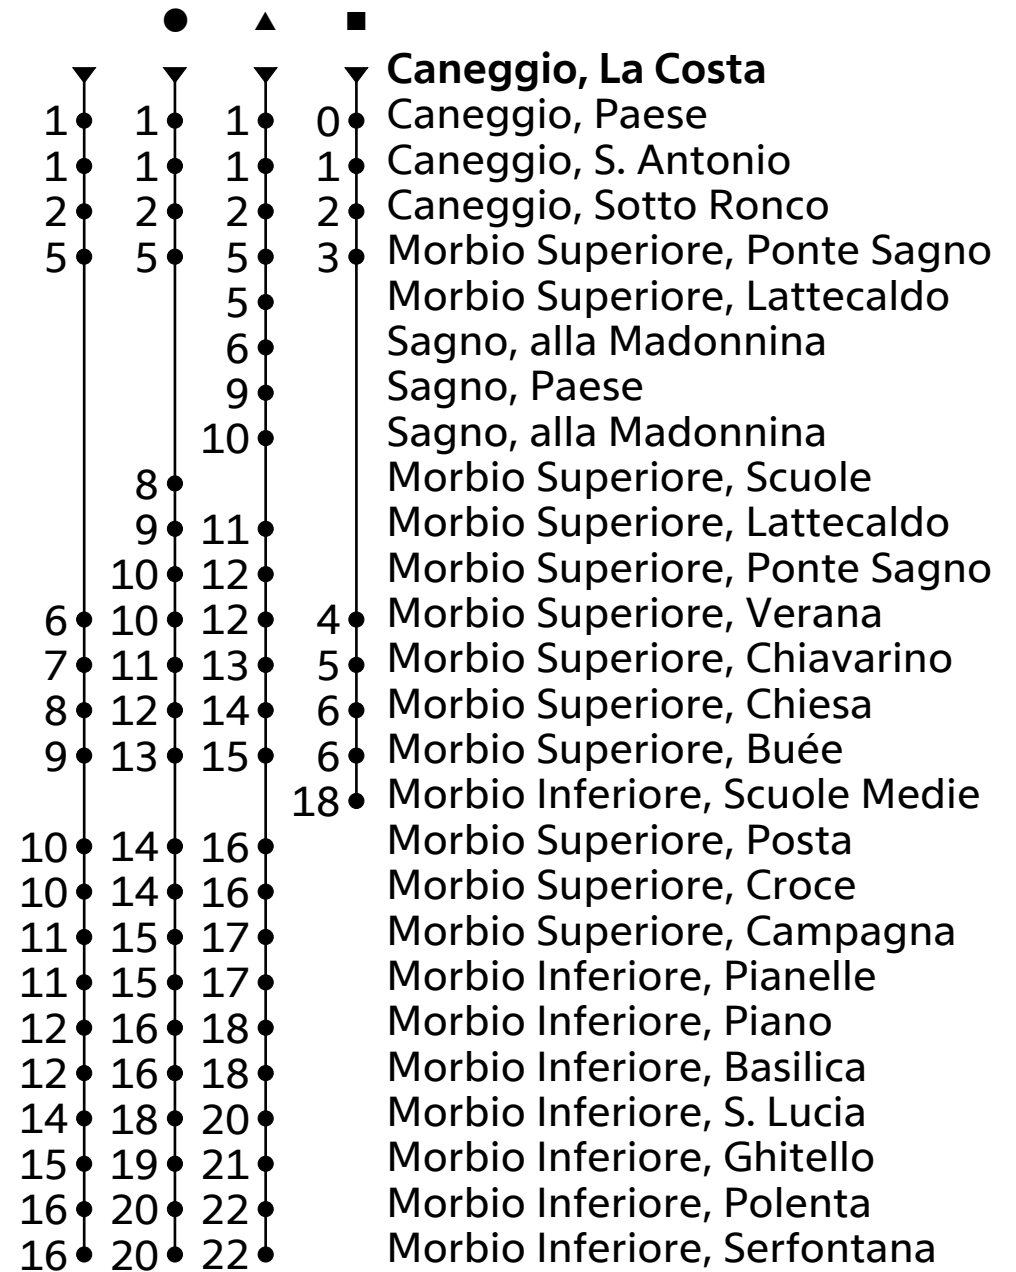 ● ▲ ■
Caneggio, La Costa
1 1 1 0 Caneggio, Paese
1 1 1 1 Caneggio, S. Antonio
2 2 2 2 Caneggio, Sotto Ronco
5 5 5 3 Morbio Superiore, Ponte Sagno
5 Morbio Superiore, Lattecaldo
6 Sagno, alla Madonnina
9 Sagno, Paese
10 Sagno, alla Madonnina
8 Morbio Superiore, Scuole
9 11 Morbio Superiore, Lattecaldo
10 12 Morbio Superiore, Ponte Sagno
6 10 12 4 Morbio Superiore, Verana
7 11 13 5 Morbio Superiore, Chiavarino
8 12 14 6 Morbio Superiore, Chiesa
9 13 15 6 Morbio Superiore, Buée
18 Morbio Inferiore, Scuole Medie
10 14 16 Morbio Superiore, Posta
10 14 16 Morbio Superiore, Croce
11 15 17 Morbio Superiore, Campagna
11 15 17 Morbio Inferiore, Pianelle
12 16 18 Morbio Inferiore, Piano
12 16 18 Morbio Inferiore, Basilica
14 18 20 Morbio Inferiore, S. Lucia
15 19 21 Morbio Inferiore, Ghitello
16 20 22 Morbio Inferiore, Polenta
16 20 22 Morbio Inferiore, Serfontana